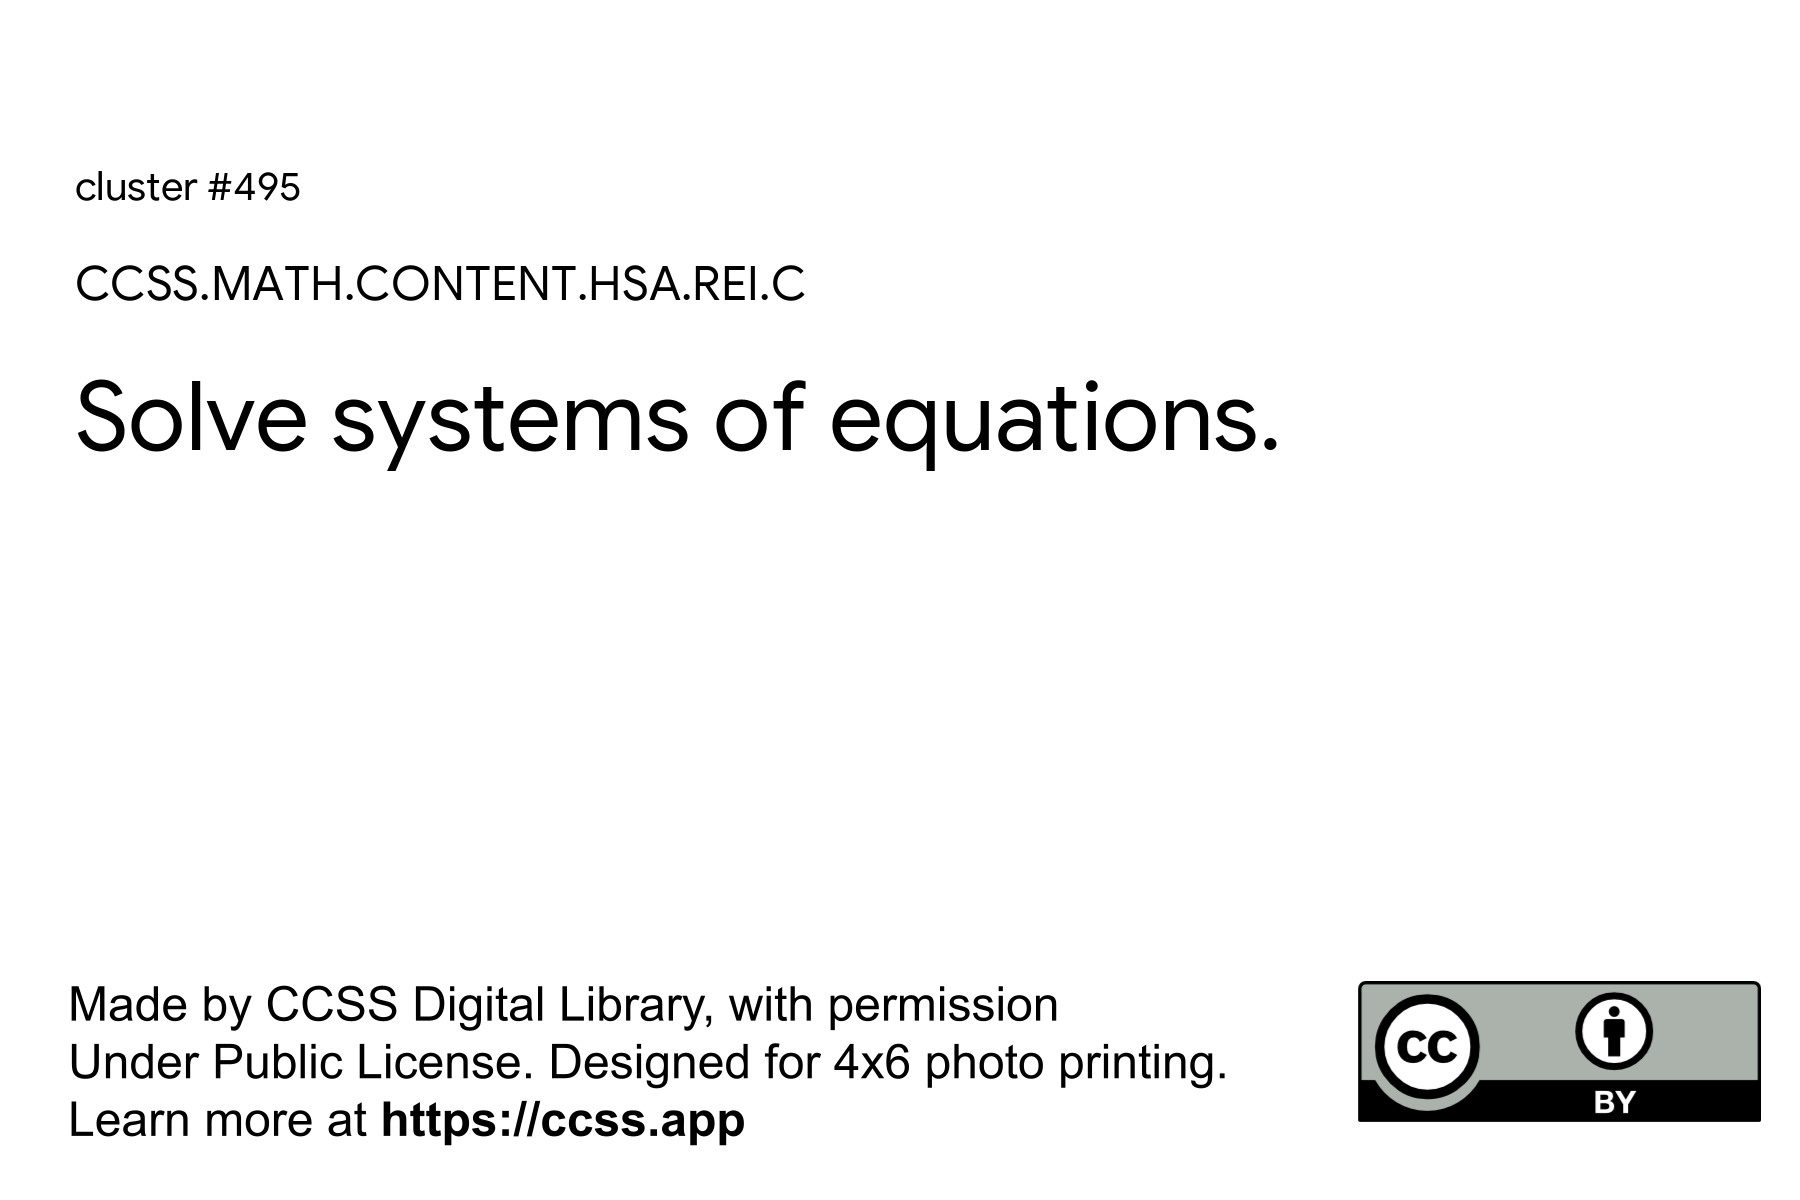 cluster #495
CCSS.MATH.CONTENT.HSA.REI.C
Solve systems of equations.
Made by CCSS Digital Library, with permission
Under Public License. Designed for 4x6 photo printing.
Learn more at https://ccss.app
cc
BY